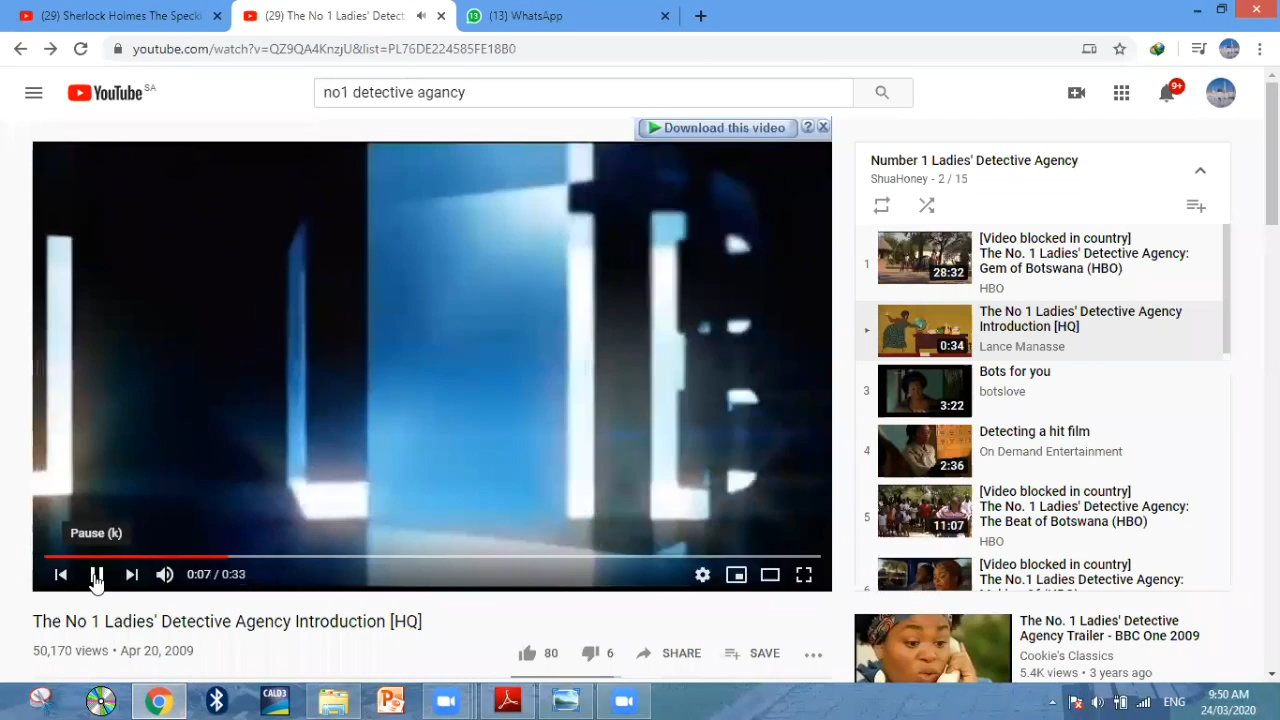 (29) Sherlock Holmes The Speckl
(29) The No 1 Ladies' Detect
(13) WhatsApp
youtube.com/watch?v=QZ9QA4KnzjU&list=PL76DE224585FE18B0
YouTube SA
no1 detective agancy
9+
Download this video
Number 1 Ladies' Detective Agency
ShuaHoney - 2 / 15
1
28:32
[Video blocked in country]
The No. 1 Ladies' Detective Agency:
Gem of Botswana (HBO)
HBO
0:34
The No 1 Ladies' Detective Agency
Introduction [HQ]
Lance Manasse
3
3:22
Bots for you
botslove
4
2:36
Detecting a hit film
On Demand Entertainment
5
11:07
[Video blocked in country]
The No. 1 Ladies' Detective Agency:
The Beat of Botswana (HBO)
HBO
[Video blocked in country]
The No.1 Ladies Detective Agency:
Pause (k)
0:07 / 0:33
The No 1 Ladies' Detective Agency Introduction [HQ]
50,170 views • Apr 20, 2009
80
6
SHARE
SAVE
The No. 1 Ladies' Detective
Agency Trailer - BBC One 2009
Cookie's Classics
5.4K views • 3 years ago
CALD3
ENG
9:50 AM
24/03/2020